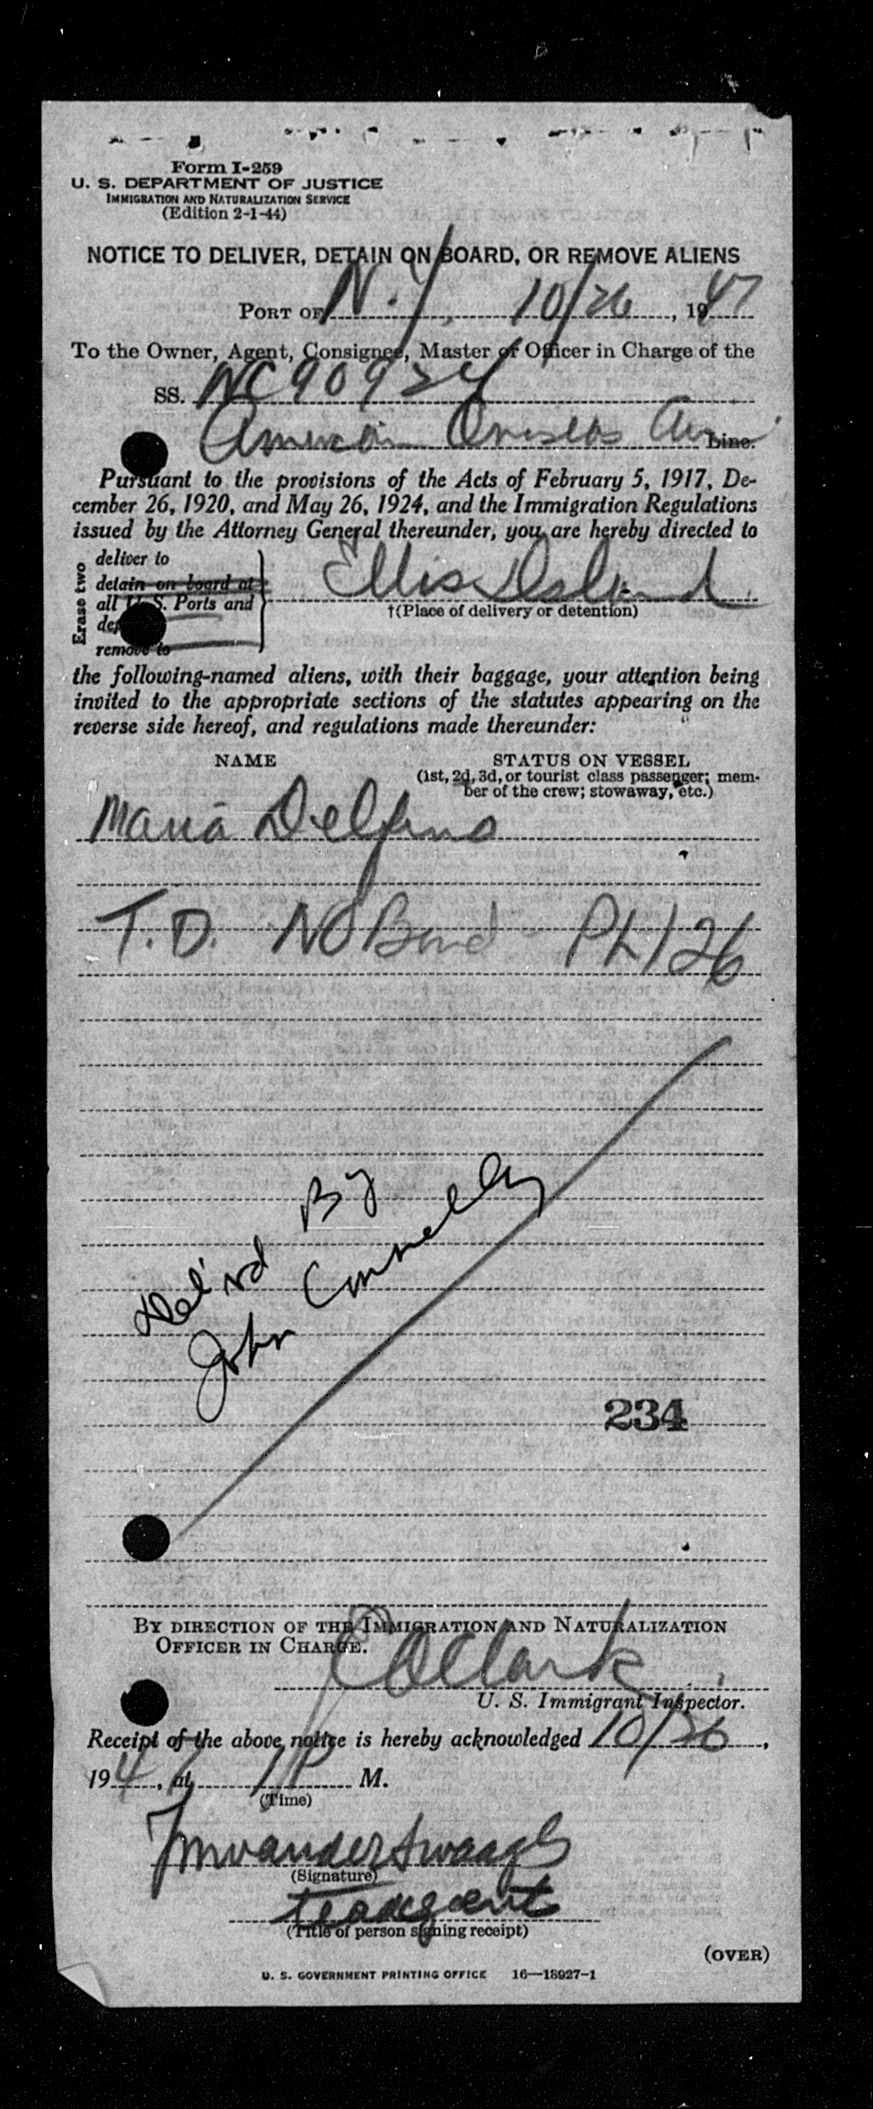 Form I-259
U. S. DEPARTMENT OF JUSTICE
IMMIGRATION AND NATURALIZATION SERVICE
(Edition 2-1-44)
NOTICE TO DELIVER, DETAIN ON BOARD, OR REMOVE ALIENS
PORT OF N.Y., 10/26, 1947
To the Owner, Agent, Consignee, Master or Officer in Charge of the
SS. NC90924
American Overseas Air Line.
Pursuant to the provisions of the Acts of February 5, 1917, De-
cember 26, 1920, and May 26, 1924, and the Immigration Regulations
issued by the Attorney General thereunder, you are hereby directed to
Erase two
deliver to
detain on board at
all U. S. Ports and
remove to
Ellis Island
†(Place of delivery or detention)
the following-named aliens, with their baggage, your attention being
invited to the appropriate sections of the statutes appearing on the
reverse side hereof, and regulations made thereunder:
NAME STATUS ON VESSEL
(1st, 2d, 3d, or tourist class passenger; mem-
ber of the crew; stowaway, etc.)
Maria Delfino
T.D. NO Bond - PL126
Del'vd By
John Connelly
234
BY DIRECTION OF THE IMMIGRATION AND NATURALIZATION
OFFICER IN CHARGE.
Clark
U. S. Immigrant Inspector.
Receipt of the above notice is hereby acknowledged 10/26,
1947, at 1 P M.
(Time)
(Signature)
(Title of person signing receipt)
(OVER)
U. S. GOVERNMENT PRINTING OFFICE 16—18927-1